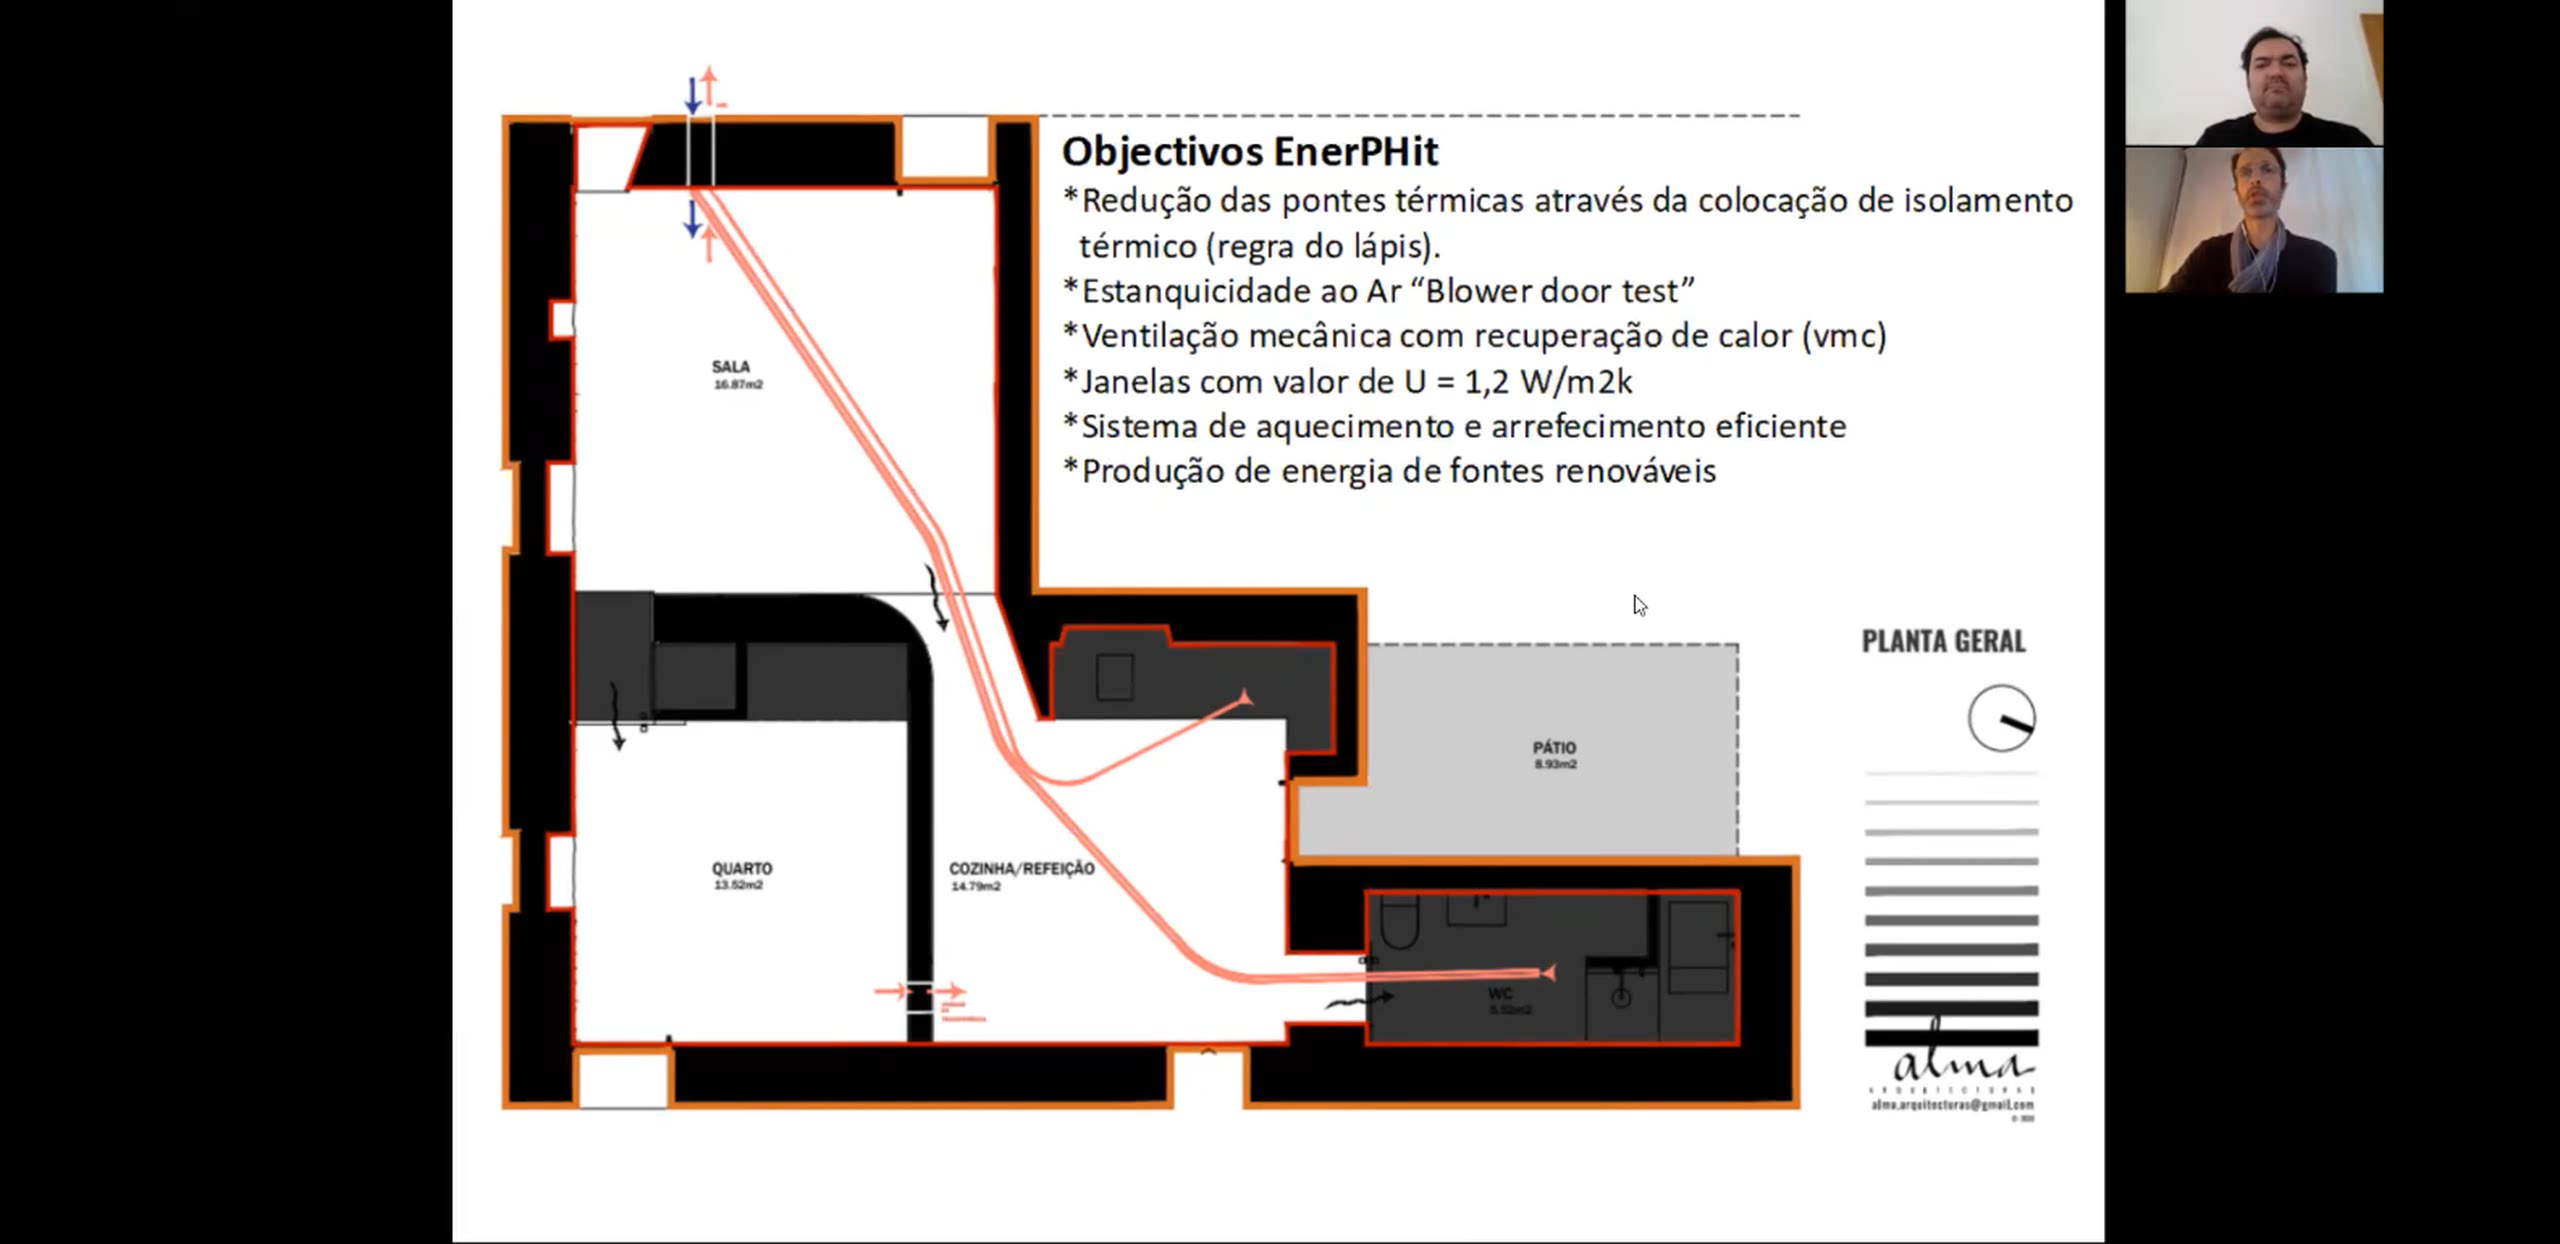 Objectivos EnerPHit
*Redução das pontes térmicas através da colocação de isolamento
térmico (regra do lápis).
*Estanquicidade ao Ar “Blower door test”
*Ventilação mecânica com recuperação de calor (vmc)
*Janelas com valor de U = 1,2 W/m2k
*Sistema de aquecimento e arrefecimento eficiente
*Produção de energia de fontes renováveis
SALA
16.87m2
PLANTA GERAL
PÁTIO
8.93m2
QUARTO
13.52m2
COZINHA/REFEIÇÃO
14.79m2
WC
alma
ARQUITECTURAS
alma.arquitecturas@gmail.com